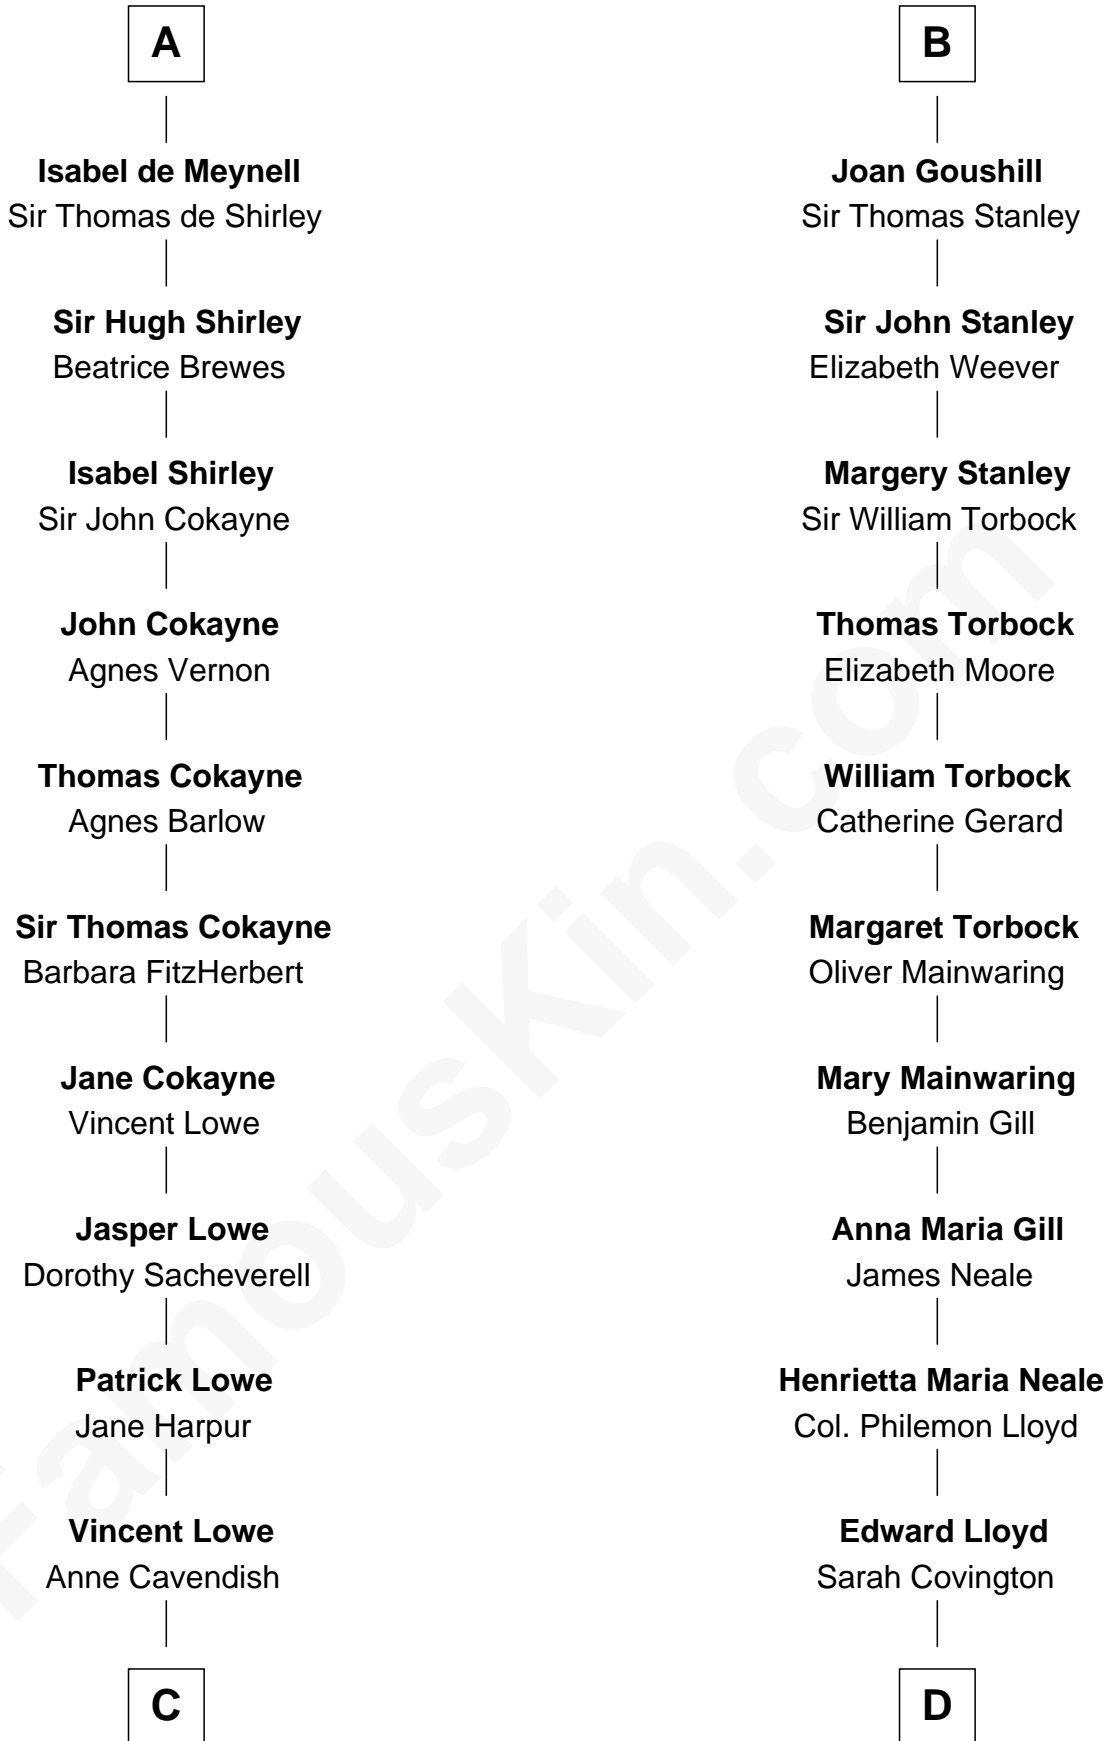 A
Isabel de Meynell
Sir Thomas de Shirley
Sir Hugh Shirley
Beatrice Brewes
Isabel Shirley
Sir John Cokayne
John Cokayne
Agnes Vernon
Thomas Cokayne
Agnes Barlow
Sir Thomas Cokayne
Barbara FitzHerbert
Jane Cokayne
Vincent Lowe
Jasper Lowe
Dorothy Sacheverell
Patrick Lowe
Jane Harpur
Vincent Lowe
Anne Cavendish
C
B
Joan Goushill
Sir Thomas Stanley
Sir John Stanley
Elizabeth Weever
Margery Stanley
Sir William Torbock
Thomas Torbock
Elizabeth Moore
William Torbock
Catherine Gerard
Margaret Torbock
Oliver Mainwaring
Mary Mainwaring
Benjamin Gill
Anna Maria Gill
James Neale
Henrietta Maria Neale
Col. Philemon Lloyd
Edward Lloyd
Sarah Covington
D
FamousKin.com